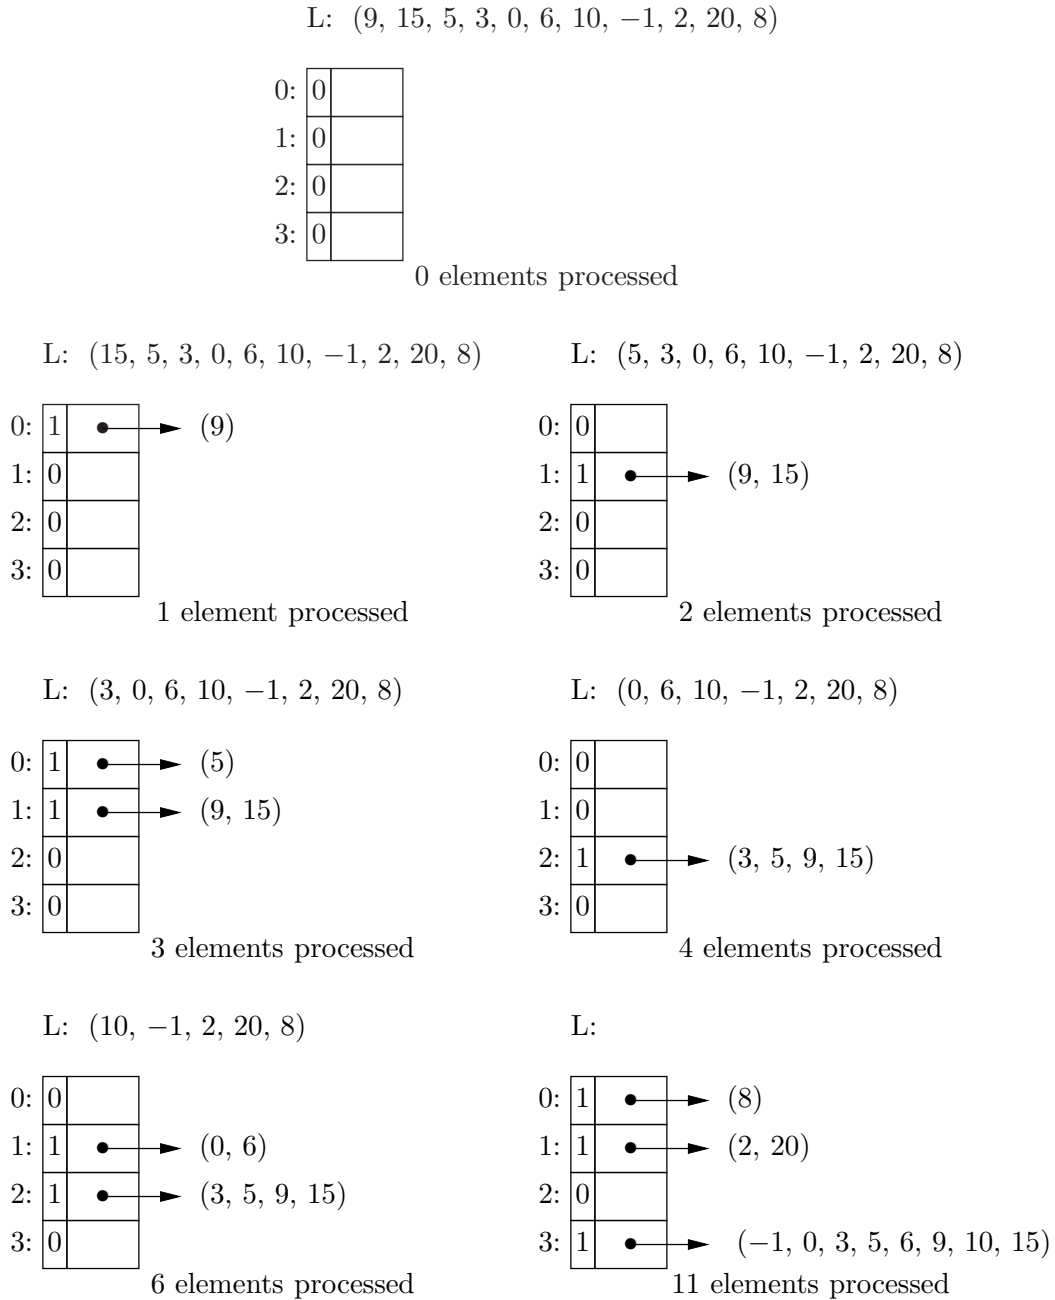 L: (9, 15, 5, 3, 0, 6, 10, −1, 2, 20, 8)
0: 0
1: 0
2: 0
3: 0
0 elements processed
L: (15, 5, 3, 0, 6, 10, −1, 2, 20, 8)
0: 1 (9)
1: 0
2: 0
3: 0
1 element processed
L: (5, 3, 0, 6, 10, −1, 2, 20, 8)
0: 0
1: 1 (9, 15)
2: 0
3: 0
2 elements processed
L: (3, 0, 6, 10, −1, 2, 20, 8)
0: 1 (5)
1: 1 (9, 15)
2: 0
3: 0
3 elements processed
L: (0, 6, 10, −1, 2, 20, 8)
0: 0
1: 0
2: 1 (3, 5, 9, 15)
3: 0
4 elements processed
L: (10, −1, 2, 20, 8)
0: 0
1: 1 (0, 6)
2: 1 (3, 5, 9, 15)
3: 0
6 elements processed
L:
0: 1 (8)
1: 1 (2, 20)
2: 0
3: 1 (−1, 0, 3, 5, 6, 9, 10, 15)
11 elements processed